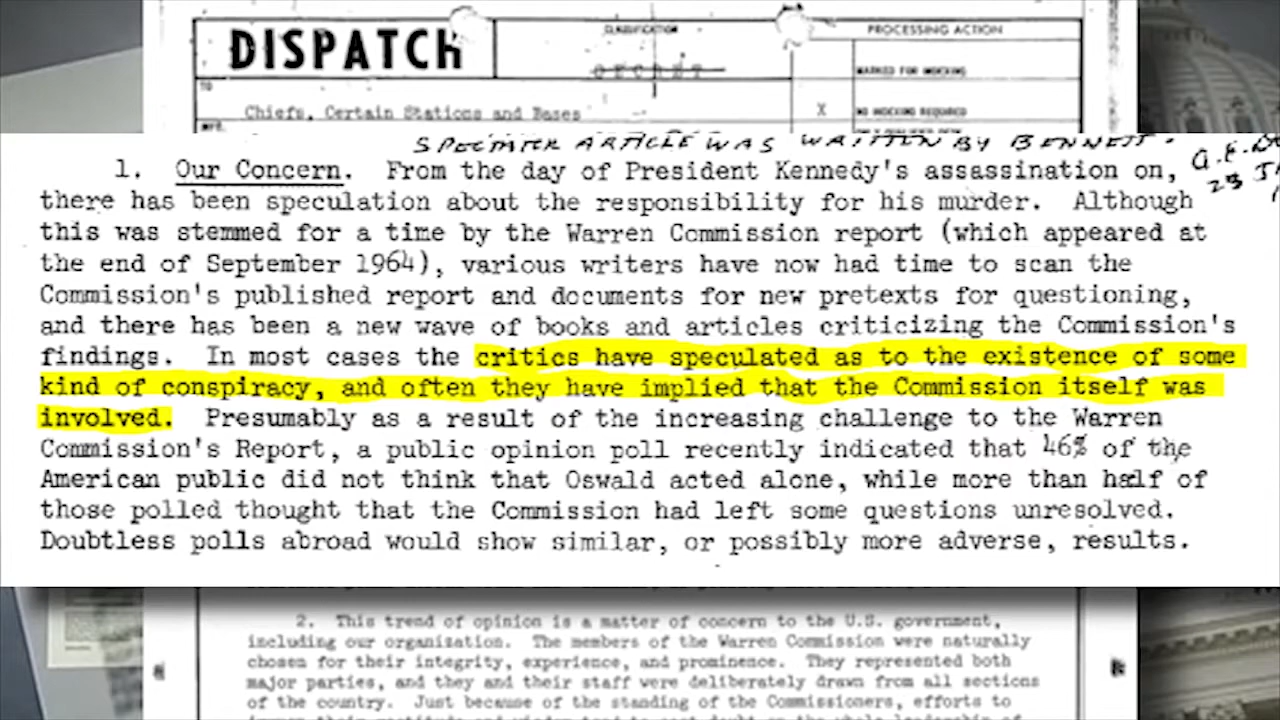 DISPATCH
CLASSIFICATION
PROCESSING ACTION
SECRET
MARKED FOR INDEXING
TO
Chiefs, Certain Stations and Bases
X
NO INDEXING REQUIRED
SPECIMEN ARTICLE WAS WRITTEN BY BENNETT.
1. Our Concern. From the day of President Kennedy's assassination on,
there has been speculation about the responsibility for his murder. Although
this was stemmed for a time by the Warren Commission report (which appeared at
the end of September 1964), various writers have now had time to scan the
Commission's published report and documents for new pretexts for questioning,
and there has been a new wave of books and articles criticizing the Commission's
findings. In most cases the critics have speculated as to the existence of some
kind of conspiracy, and often they have implied that the Commission itself was
involved. Presumably as a result of the increasing challenge to the Warren
Commission's Report, a public opinion poll recently indicated that 46% of the
American public did not think that Oswald acted alone, while more than half of
those polled thought that the Commission had left some questions unresolved.
Doubtless polls abroad would show similar, or possibly more adverse, results.
2. This trend of opinion is a matter of concern to the U.S. government,
including our organization. The members of the Warren Commission were naturally
chosen for their integrity, experience, and prominence. They represented both
major parties, and they and their staff were deliberately drawn from all sections
of the country. Just because of the standing of the Commissioners, efforts to